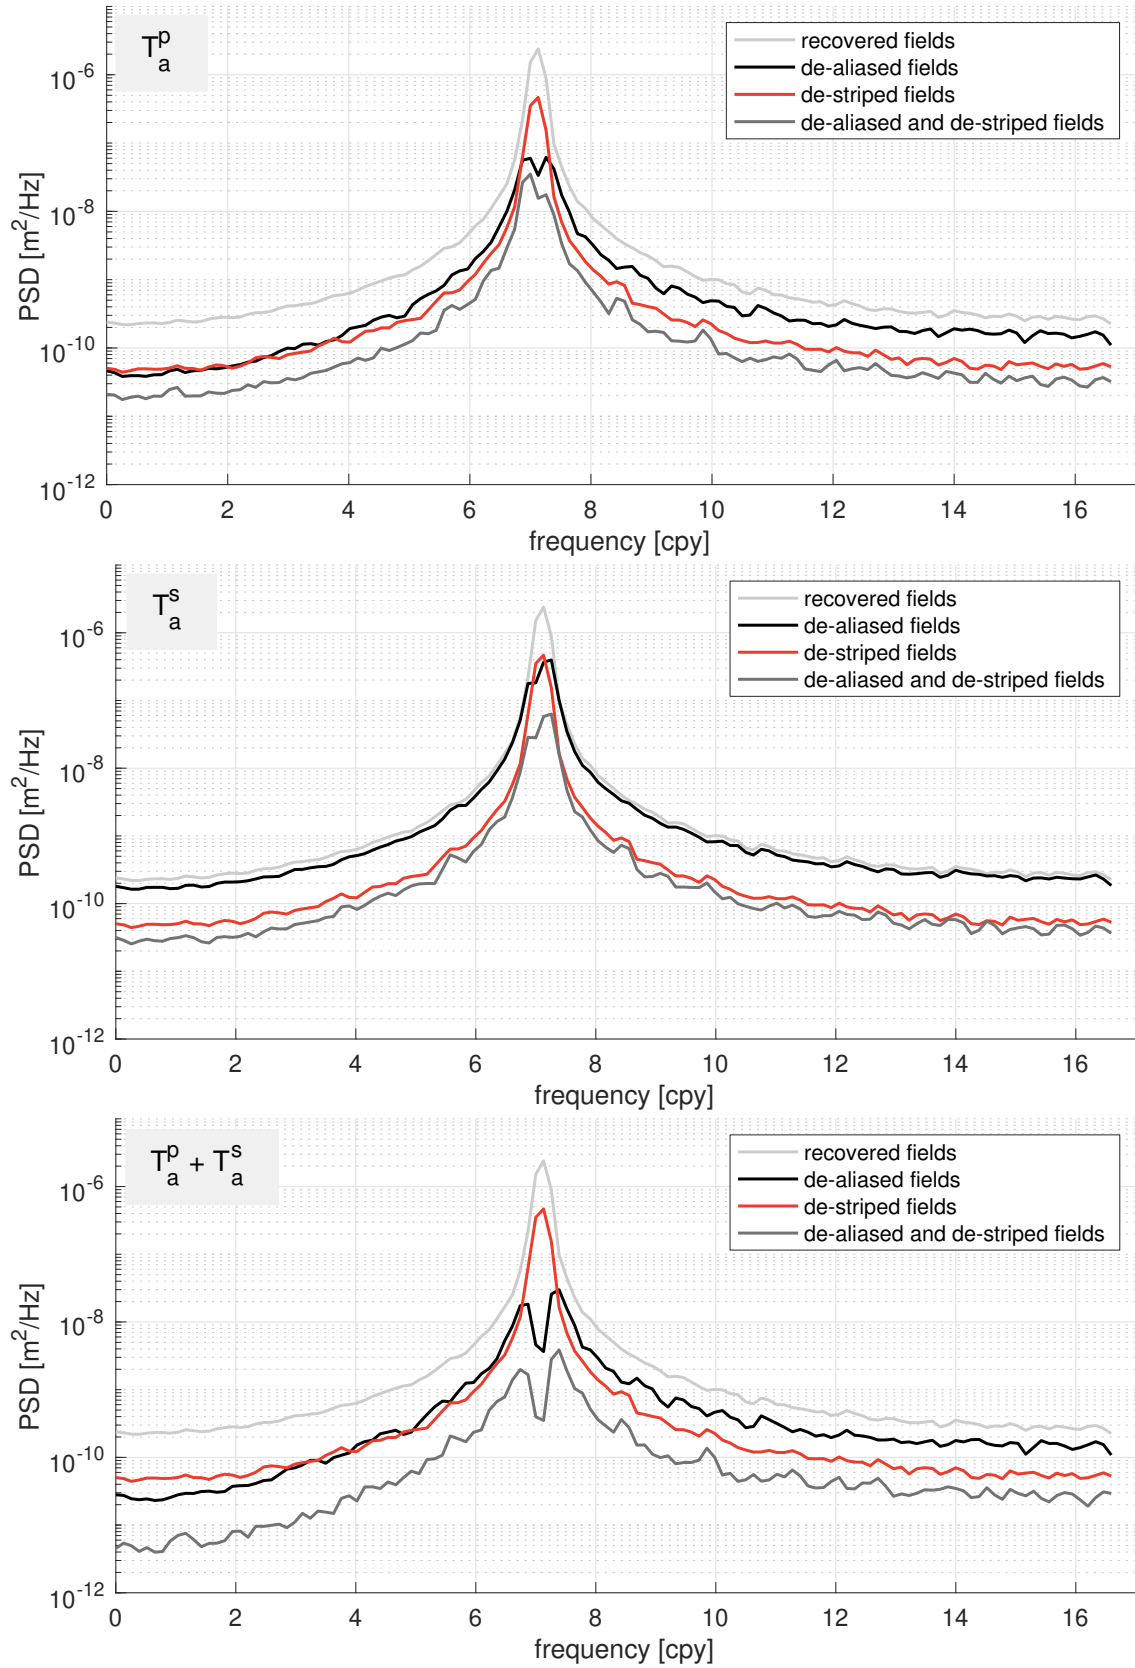 T_a^p
recovered fields
de-aliased fields
de-striped fields
de-aliased and de-striped fields
10^-6
10^-8
10^-10
10^-12
PSD [m^2/Hz]
0 2 4 6 8 10 12 14 16
frequency [cpy]
T_a^s
recovered fields
de-aliased fields
de-striped fields
de-aliased and de-striped fields
10^-6
10^-8
10^-10
10^-12
PSD [m^2/Hz]
0 2 4 6 8 10 12 14 16
frequency [cpy]
T_a^p + T_a^s
recovered fields
de-aliased fields
de-striped fields
de-aliased and de-striped fields
10^-6
10^-8
10^-10
10^-12
PSD [m^2/Hz]
0 2 4 6 8 10 12 14 16
frequency [cpy]